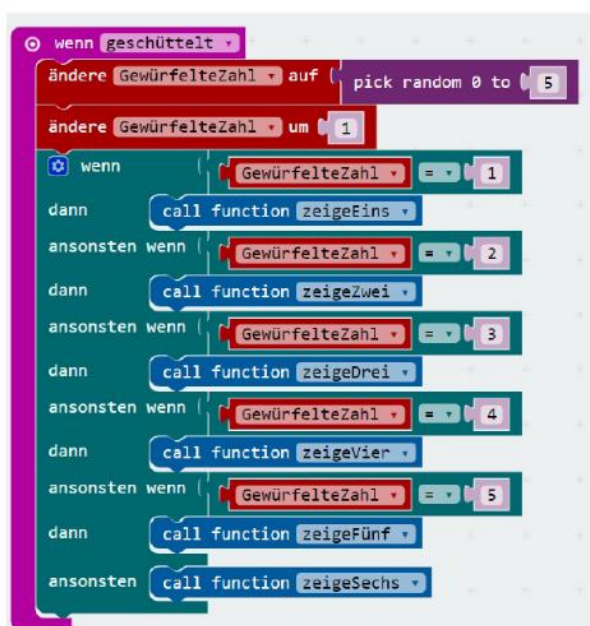 wenn geschüttelt
ändere GewürfelteZahl auf pick random 0 to 5
ändere GewürfelteZahl um 1
wenn GewürfelteZahl = 1
dann call function zeigeEins
ansonsten wenn GewürfelteZahl = 2
dann call function zeigeZwei
ansonsten wenn GewürfelteZahl = 3
dann call function zeigeDrei
ansonsten wenn GewürfelteZahl = 4
dann call function zeigeVier
ansonsten wenn GewürfelteZahl = 5
dann call function zeigeFünf
ansonsten call function zeigeSechs